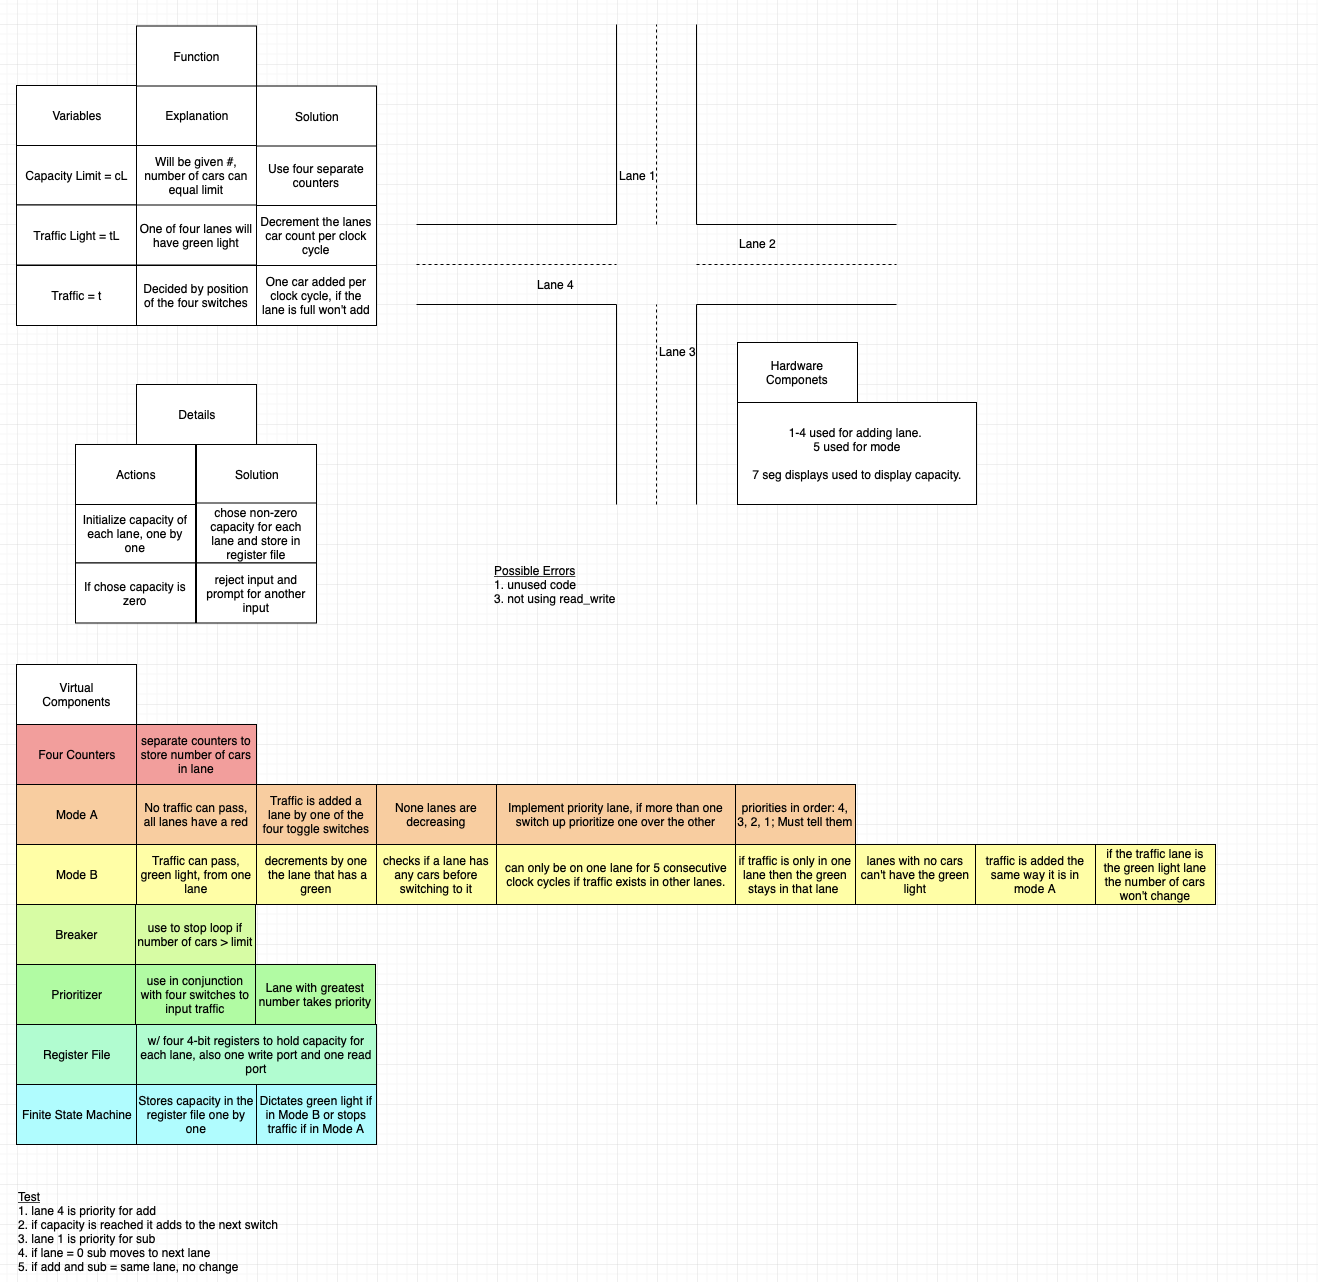 Function
Variables
Explanation
Solution
Capacity Limit = cL
Will be given #,
number of cars can
equal limit
Use four separate
counters
Traffic Light = tL
One of four lanes will
have green light
Decrement the lanes
car count per clock
cycle
Traffic = t
Decided by position
of the four switches
One car added per
clock cycle, if the
lane is full won't add
Lane 1
Lane 2
Lane 4
Lane 3
Hardware
Componets
1-4 used for adding lane.
5 used for mode
7 seg displays used to display capacity.
Details
Actions
Solution
Initialize capacity of
each lane, one by
one
chose non-zero
capacity for each
lane and store in
register file
If chose capacity is
zero
reject input and
prompt for another
input
Possible Errors
1. unused code
3. not using read_write
Virtual
Components
Four Counters
separate counters to
store number of cars
in lane
Mode A
No traffic can pass,
all lanes have a red
Traffic is added a
lane by one of the
four toggle switches
None lanes are
decreasing
Implement priority lane, if more than one
switch up prioritize one over the other
priorities in order: 4,
3, 2, 1; Must tell them
Mode B
Traffic can pass,
green light, from one
lane
decrements by one
the lane that has a
green
checks if a lane has
any cars before
switching to it
can only be on one lane for 5 consecutive
clock cycles if traffic exists in other lanes.
if traffic is only in one
lane then the green
stays in that lane
lanes with no cars
can't have the green
light
traffic is added the
same way it is in
mode A
if the traffic lane is
the green light lane
the number of cars
won't change
Breaker
use to stop loop if
number of cars > limit
Prioritizer
use in conjunction
with four switches to
input traffic
Lane with greatest
number takes priority
Register File
w/ four 4-bit registers to hold capacity for
each lane, also one write port and one read
port
Finite State Machine
Stores capacity in the
register file one by
one
Dictates green light if
in Mode B or stops
traffic if in Mode A
Test
1. lane 4 is priority for add
2. if capacity is reached it adds to the next switch
3. lane 1 is priority for sub
4. if lane = 0 sub moves to next lane
5. if add and sub = same lane, no change